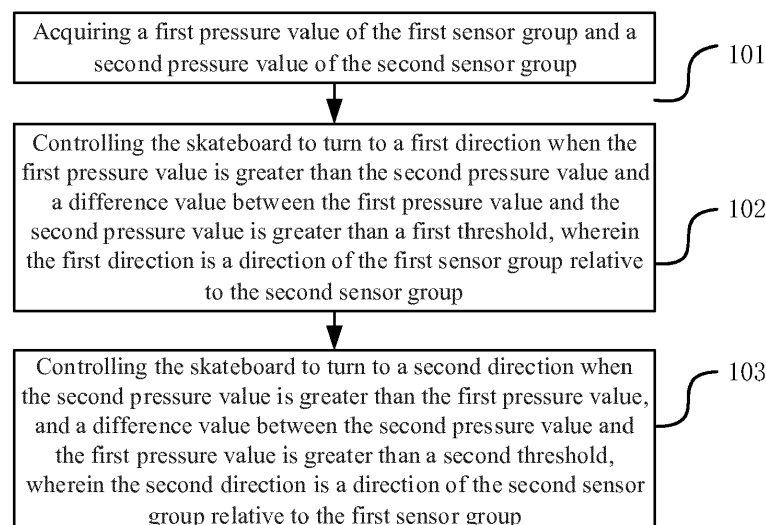 Acquiring a first pressure value of the first sensor group and a
second pressure value of the second sensor group
101
Controlling the skateboard to turn to a first direction when the
first pressure value is greater than the second pressure value and
a difference value between the first pressure value and the
second pressure value is greater than a first threshold, wherein
the first direction is a direction of the first sensor group relative
to the second sensor group
102
Controlling the skateboard to turn to a second direction when
the second pressure value is greater than the first pressure value,
and a difference value between the second pressure value and
the first pressure value is greater than a second threshold,
wherein the second direction is a direction of the second sensor
group relative to the first sensor group
103